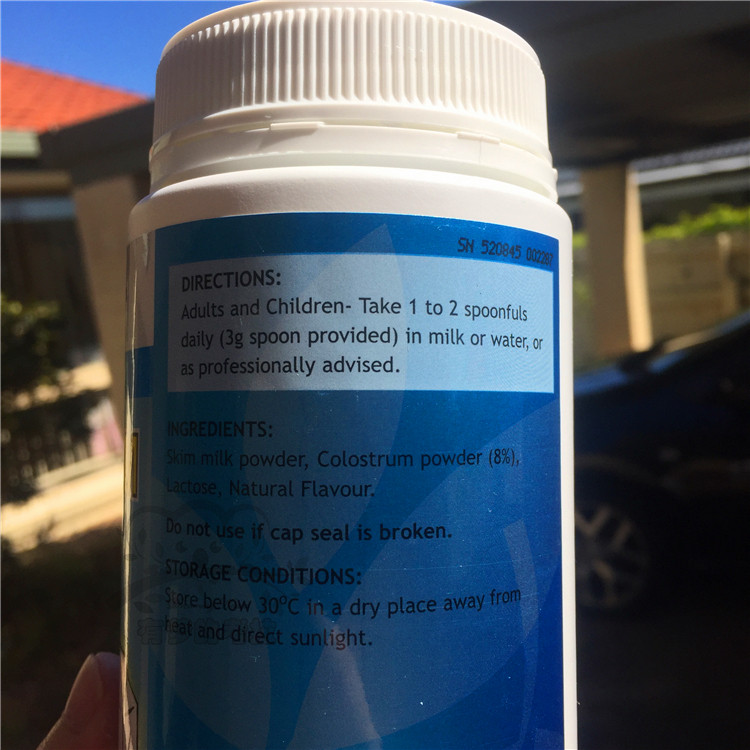 SN 520845 002287
DIRECTIONS:
Adults and Children- Take 1 to 2 spoonfuls
daily (3g spoon provided) in milk or water, or
as professionally advised.
INGREDIENTS:
Skim milk powder, Colostrum powder (8%),
Lactose, Natural Flavour.
Do not use if cap seal is broken.
STORAGE CONDITIONS:
Store below 30°C in a dry place away from
heat and direct sunlight.